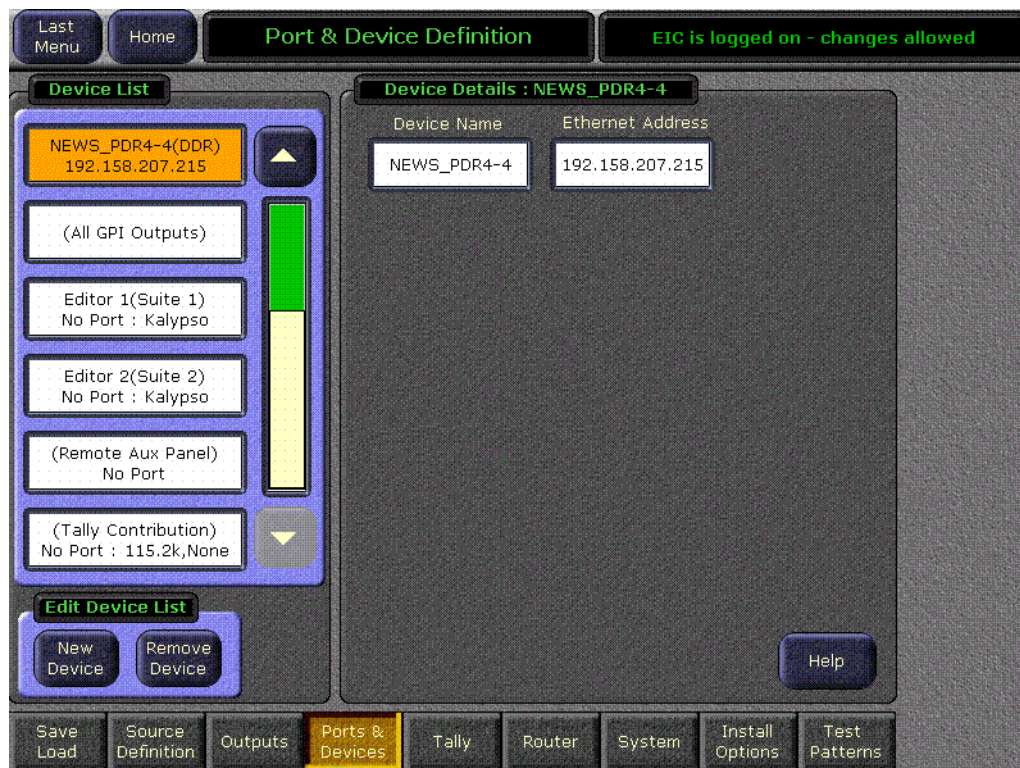 Last
Menu
Home
Port & Device Definition
EIC is logged on - changes allowed
Device List
NEWS_PDR4-4(DDR)
192.158.207.215
(All GPI Outputs)
Editor 1(Suite 1)
No Port : Kalypso
Editor 2(Suite 2)
No Port : Kalypso
(Remote Aux Panel)
No Port
(Tally Contribution)
No Port : 115.2k,None
Edit Device List
New
Device
Remove
Device
Device Details : NEWS_PDR4-4
Device Name
Ethernet Address
NEWS_PDR4-4
192.158.207.215
Help
Save
Load
Source
Definition
Outputs
Ports &
Devices
Tally
Router
System
Install
Options
Test
Patterns